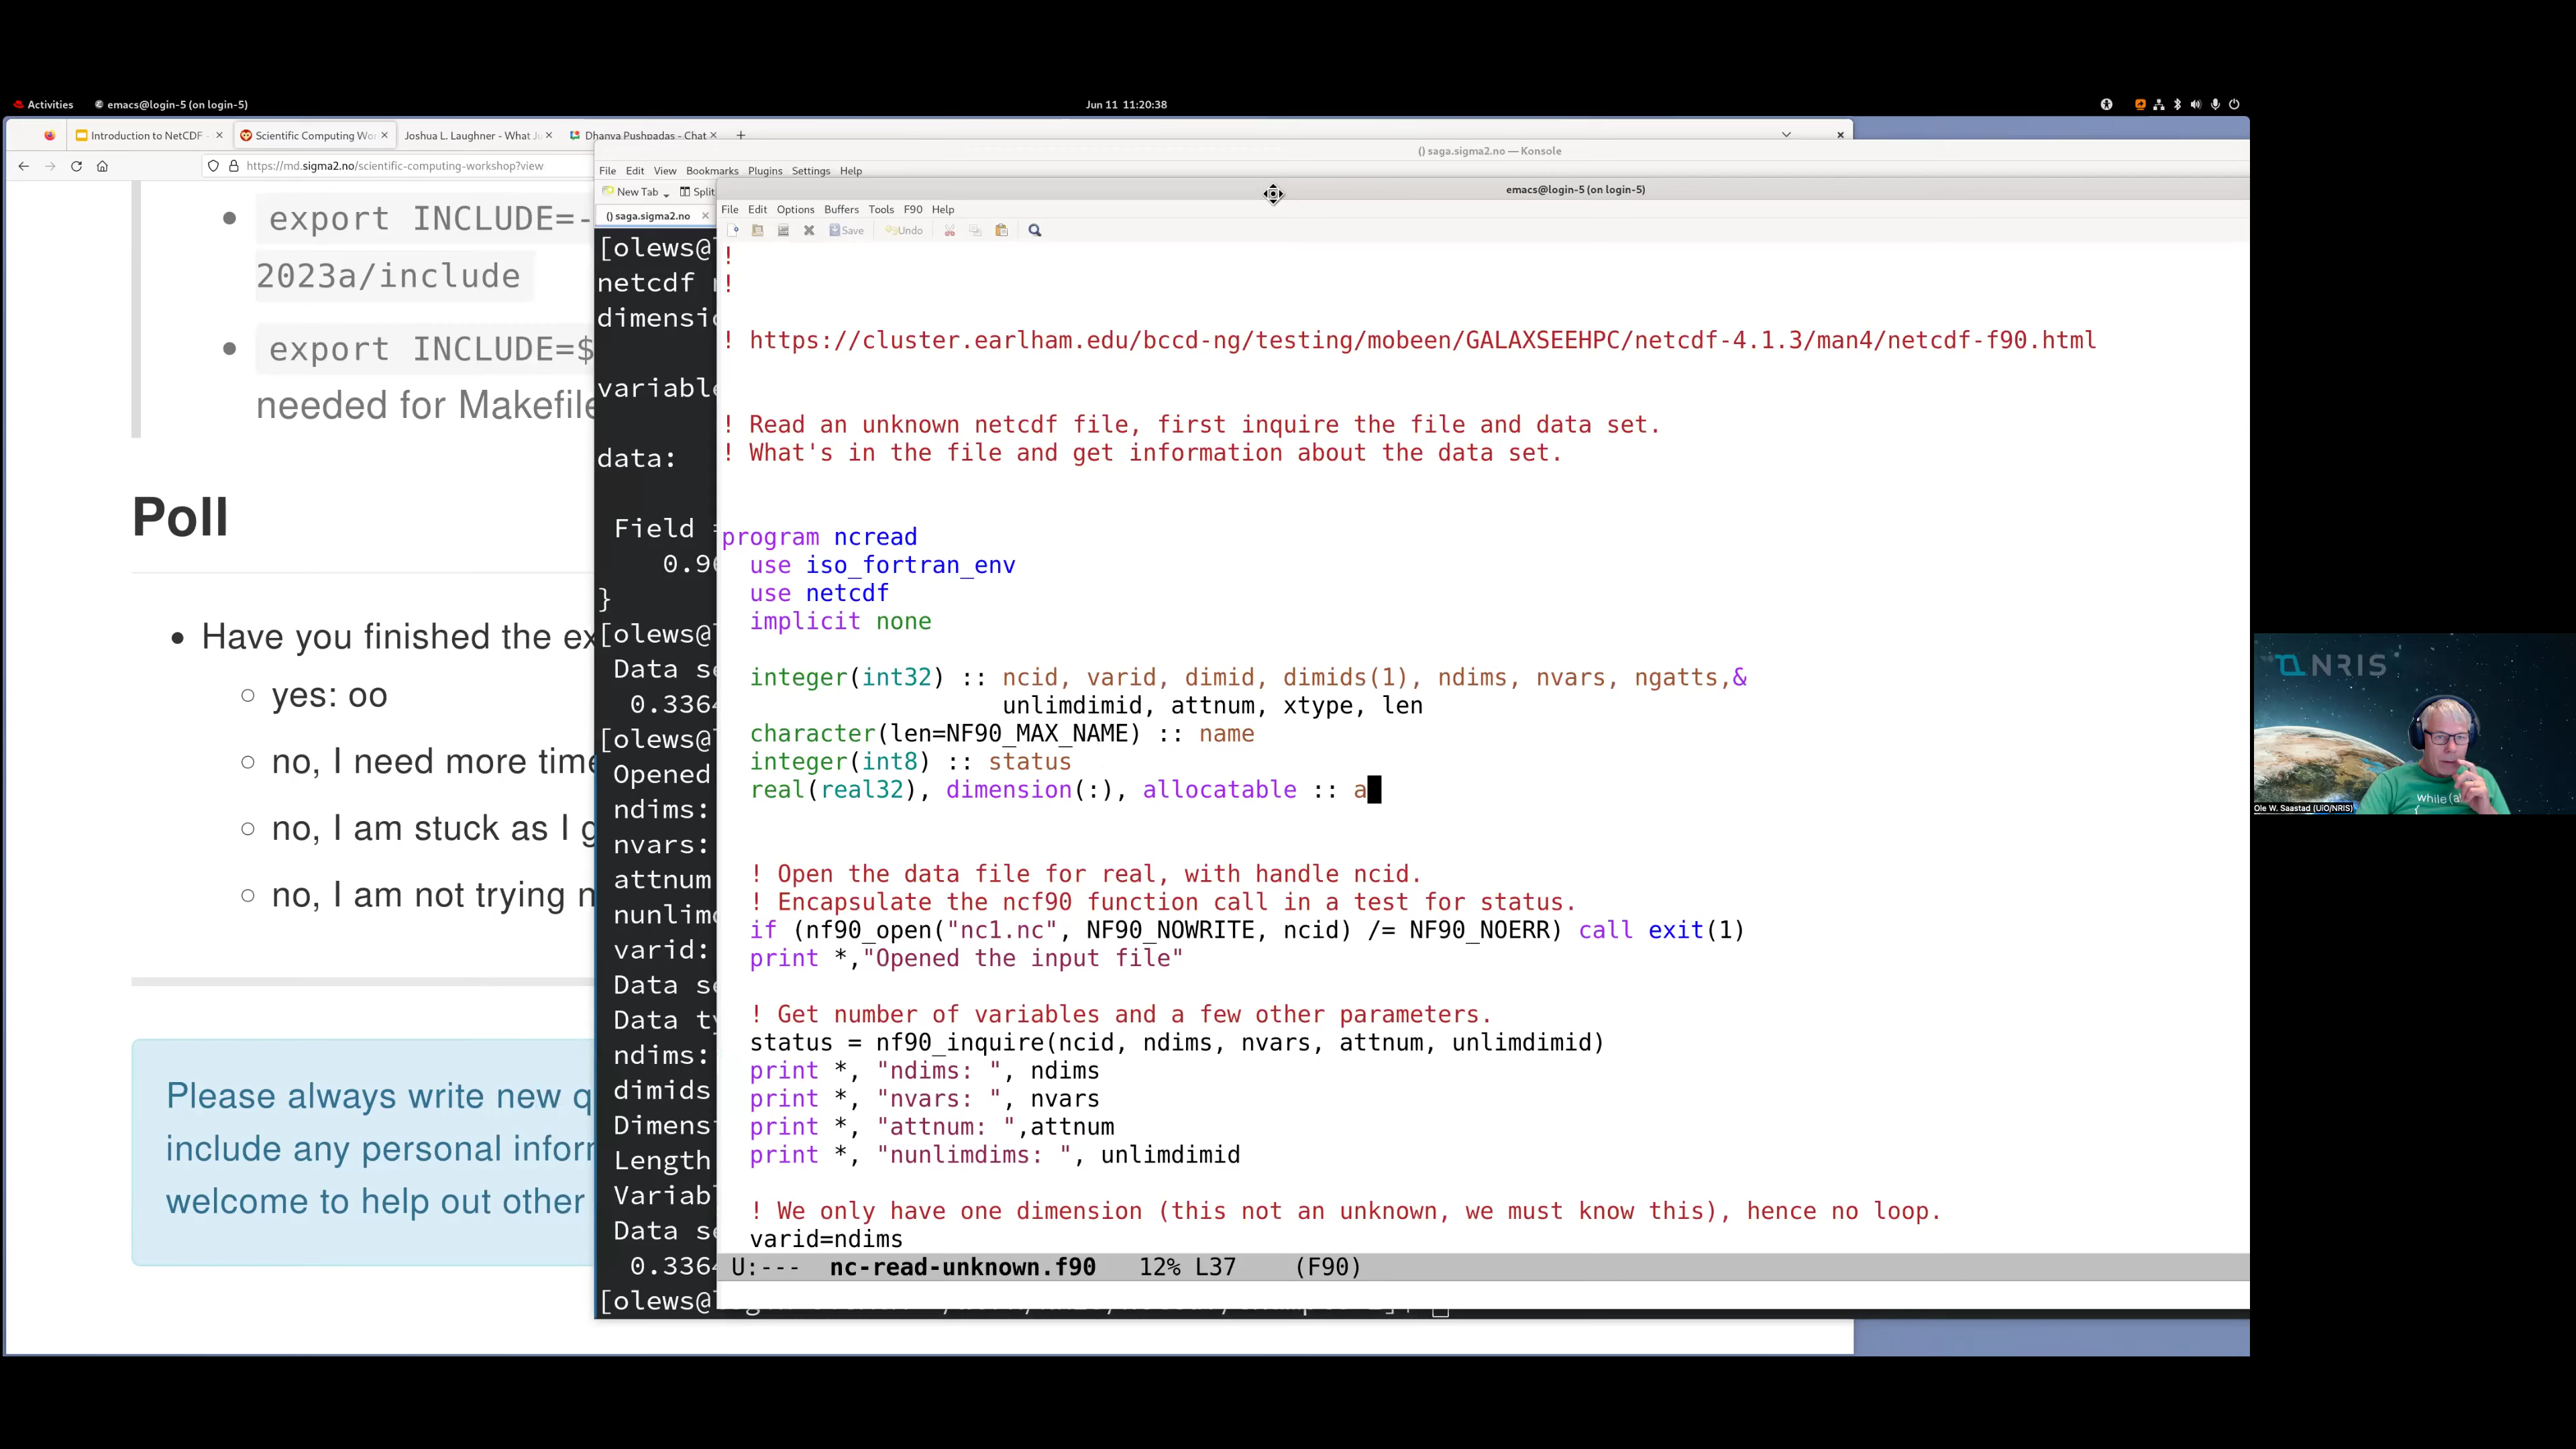 Activities
emacs@login-5 (on login-5)
Jun 11 11:20:38
Introduction to NetCDF -
Scientific Computing Wor
Joshua L. Laughner - What Ju
Dhanya Pushpadas - Chat
https://md.sigma2.no/scientific-computing-workshop?view
export INCLUDE=-
2023a/include
export INCLUDE=$
needed for Makefile
Poll
Have you finished the ex
yes: oo
no, I need more time
no, I am stuck as I g
no, I am not trying n
Please always write new q
include any personal inform
welcome to help out other
() saga.sigma2.no — Konsole
File Edit View Bookmarks Plugins Settings Help
New Tab Split
() saga.sigma2.no
[olews@l
netcdf n
dimensio
variable
data:
Field =
0.96
}
[olews@l
Data se
0.3364
[olews@l
Opened
ndims:
nvars:
attnum
nunlimd
varid:
Data se
Data ty
ndims:
dimids
Dimens
Length
Variabl
Data se
0.3364
[olews@
emacs@login-5 (on login-5)
File Edit Options Buffers Tools F90 Help
Save Undo
!
!
! https://cluster.earlham.edu/bccd-ng/testing/mobeen/GALAXSEEHPC/netcdf-4.1.3/man4/netcdf-f90.html
! Read an unknown netcdf file, first inquire the file and data set.
! What's in the file and get information about the data set.
program ncread
use iso_fortran_env
use netcdf
implicit none
integer(int32) :: ncid, varid, dimid, dimids(1), ndims, nvars, ngatts,&
unlimdimid, attnum, xtype, len
character(len=NF90_MAX_NAME) :: name
integer(int8) :: status
real(real32), dimension(:), allocatable :: a
! Open the data file for real, with handle ncid.
! Encapsulate the ncf90 function call in a test for status.
if (nf90_open("nc1.nc", NF90_NOWRITE, ncid) /= NF90_NOERR) call exit(1)
print *,"Opened the input file"
! Get number of variables and a few other parameters.
status = nf90_inquire(ncid, ndims, nvars, attnum, unlimdimid)
print *, "ndims: ", ndims
print *, "nvars: ", nvars
print *, "attnum: ",attnum
print *, "nunlimdims: ", unlimdimid
! We only have one dimension (this not an unknown, we must know this), hence no loop.
varid=ndims
U:--- nc-read-unknown.f90 12% L37 (F90)
NRIS
while (a
{
Ole W. Saastad (UiO/NRIS)